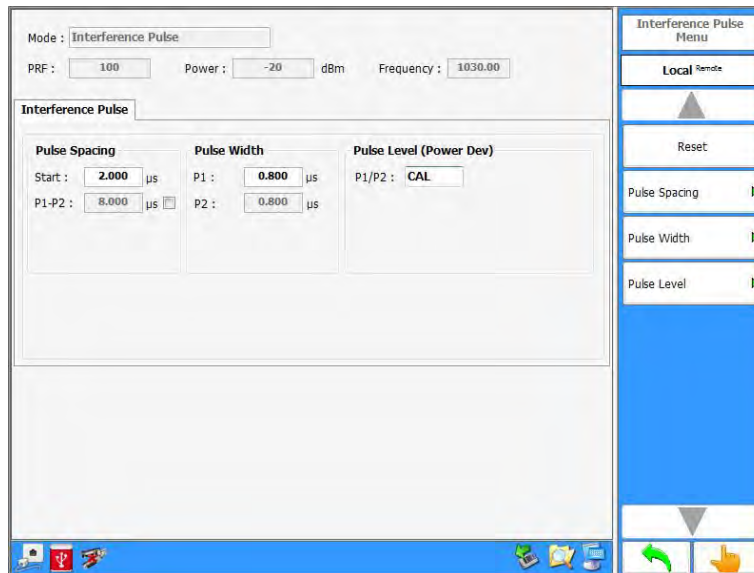 Mode : Interference Pulse
PRF : 100 Power : -20 dBm Frequency : 1030.00
Interference Pulse
Pulse Spacing Pulse Width Pulse Level (Power Dev)
Start : 2.000 µs P1 : 0.800 µs P1/P2 : CAL
P1-P2 : 8.000 µs P2 : 0.800 µs
Interference Pulse
Menu
Local Remote
Reset
Pulse Spacing
Pulse Width
Pulse Level